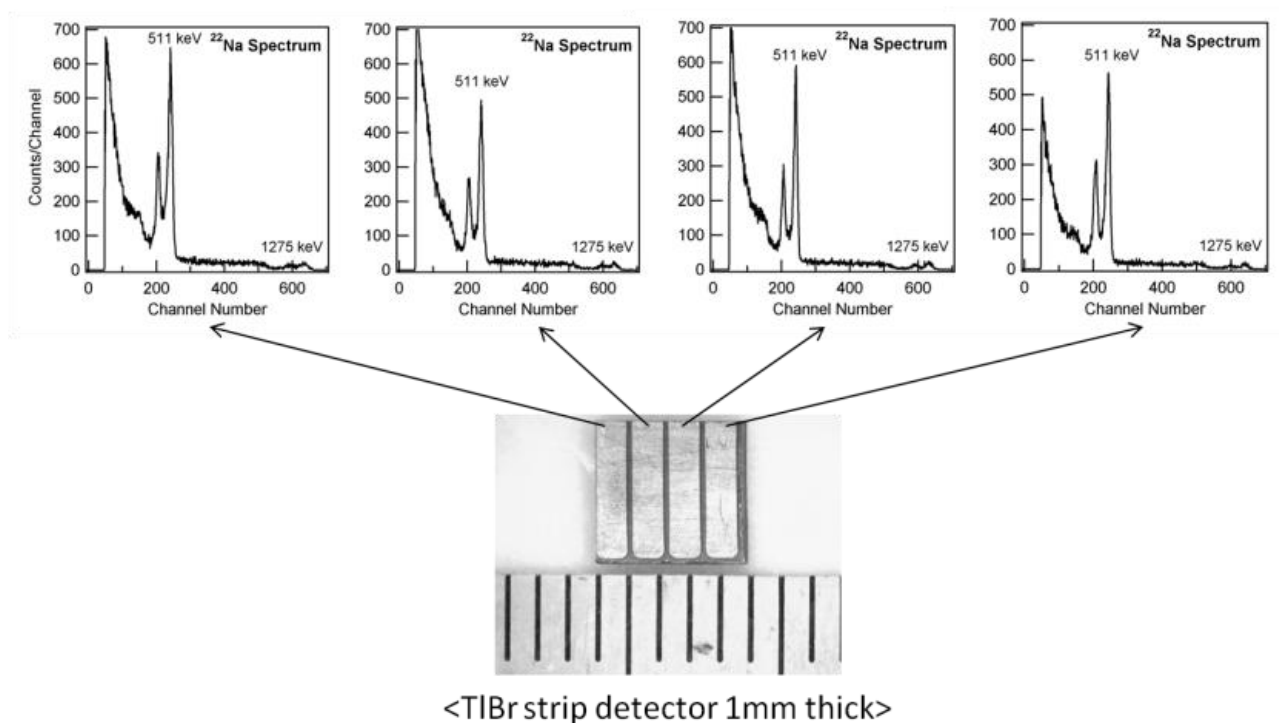 700
600
500
400
300
200
100
0
Counts/Channel
511 keV
²²Na Spectrum
1275 keV
0 200 400 600
Channel Number
700
600
500
400
300
200
100
0
511 keV
²²Na Spectrum
1275 keV
0 200 400 600
Channel Number
700
600
500
400
300
200
100
0
511 keV
²²Na Spectrum
1275 keV
0 200 400 600
Channel Number
700
600
500
400
300
200
100
0
511 keV
²²Na Spectrum
1275 keV
0 200 400 600
Channel Number
<TlBr strip detector 1mm thick>